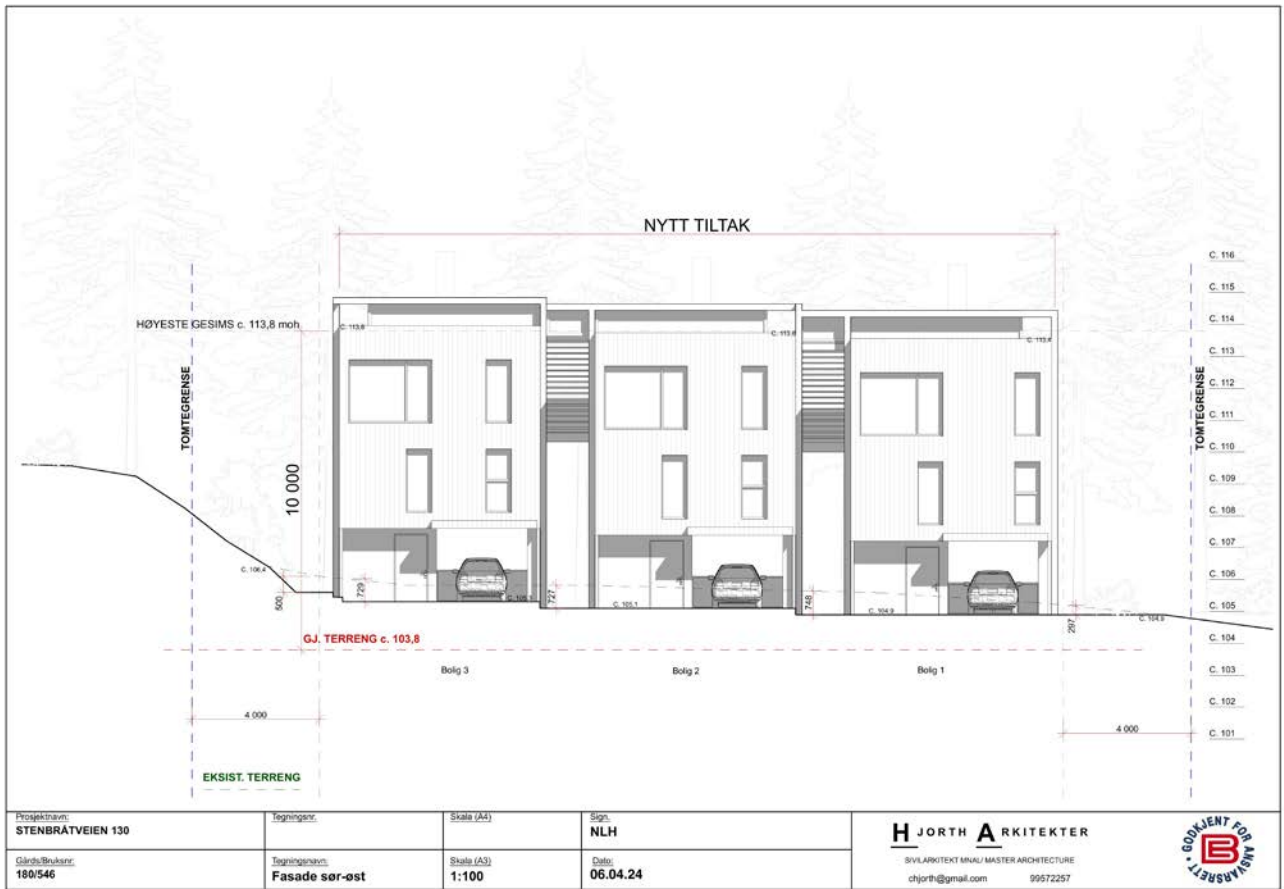 NYTT TILTAK
C. 116
C. 115
C. 114
C. 113
C. 112
C. 111
C. 110
C. 109
C. 108
C. 107
C. 106
C. 105
C. 104
C. 103
C. 102
C. 101
HØYESTE GESIMS c. 113,8 moh
C. 113,8
C. 113,8
C. 113,4
TOMTEGRENSE
TOMTEGRENSE
10 000
C. 106,4
500
729
727
748
297
C. 105,1
C. 104,9
C. 104,9
GJ. TERRENG c. 103,8
Bolig 3
Bolig 2
Bolig 1
4 000
4 000
EKSIST. TERRENG
Prosjektnavn:
STENBRÅTVEIEN 130
Tegningsnr.
Skala (A4)
Sign.
NLH
Gårds/Bruksnr:
180/546
Tegningsnavn:
Fasade sør-øst
Skala (A3)
1:100
Dato:
06.04.24
HJORTH ARKITEKTER
SIVILARKITEKT MNAL/ MASTER ARCHITECTURE
chjorth@gmail.com 99572257
GODKJENT FOR ANSVARSRETT